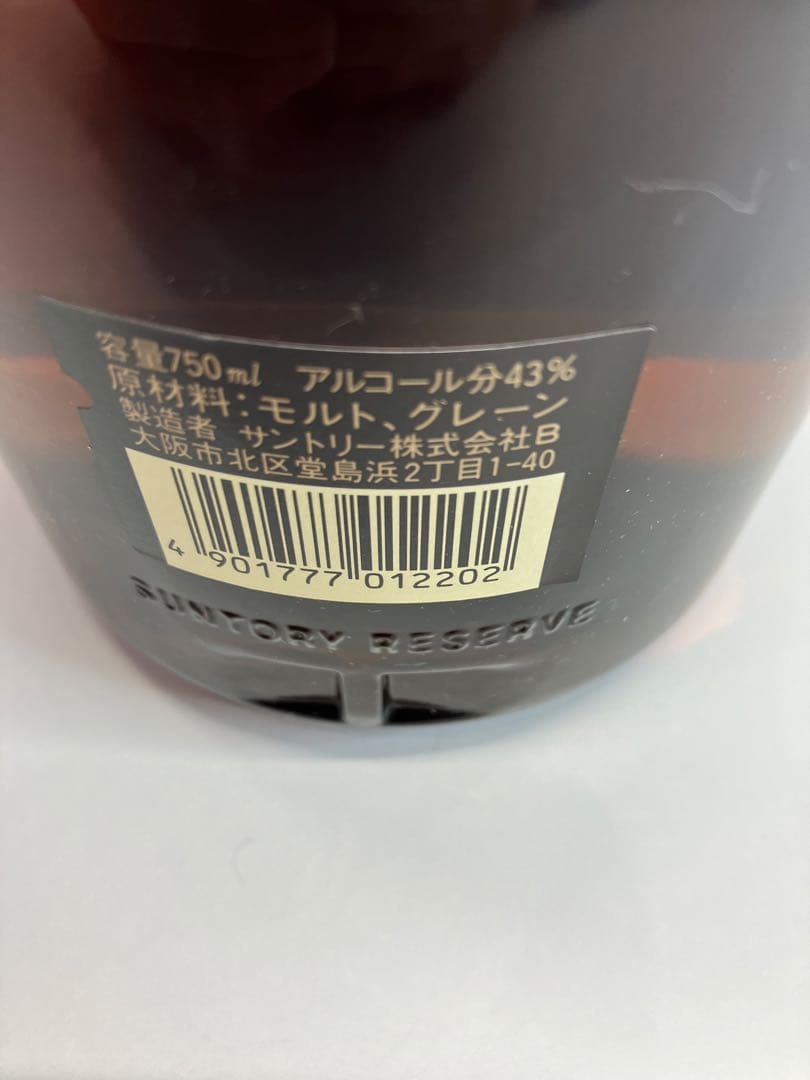 容量750ml アルコール分43%
原材料:モルト、グレーン
製造者 サントリー株式会社B
大阪市北区堂島浜2丁目1-40
4 901777 012202
SUNTORY RESERVE